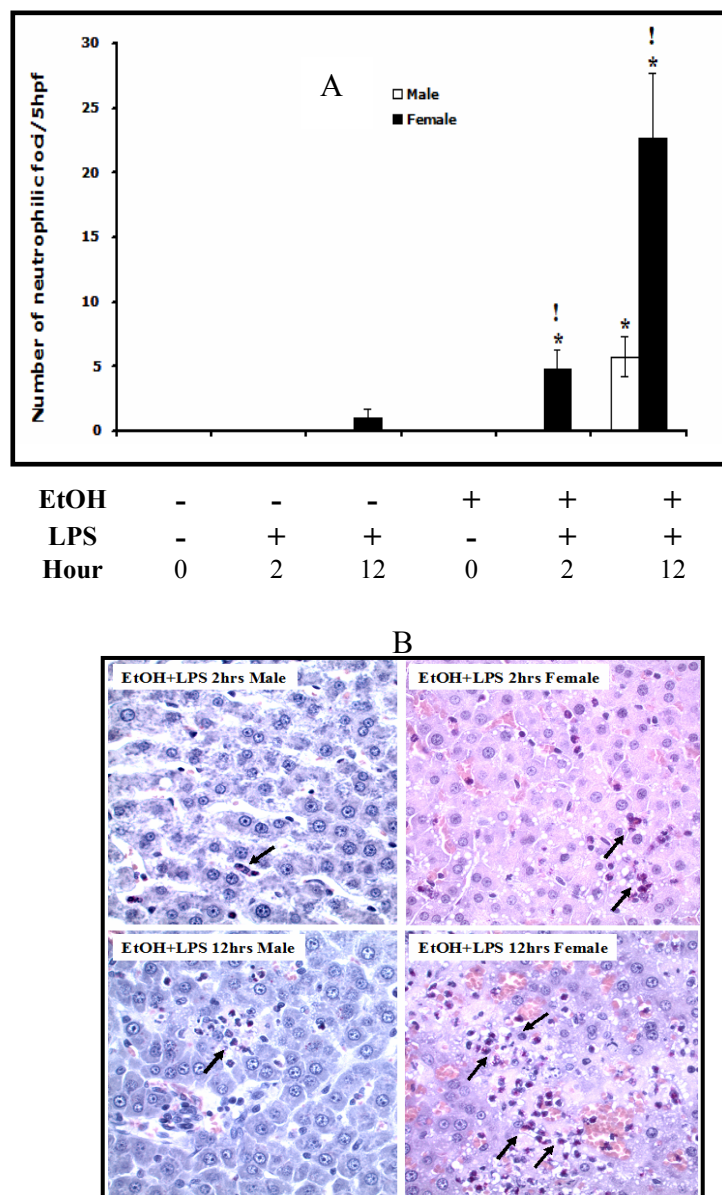 A
Male
Female
Number of neutrophilic foci/5hpf
30
25
20
15
10
5
0
!
*
*
!
*
EtOH - - - + + +
LPS - + + - + +
Hour 0 2 12 0 2 12
B
EtOH+LPS 2hrs Male
EtOH+LPS 2hrs Female
EtOH+LPS 12hrs Male
EtOH+LPS 12hrs Female